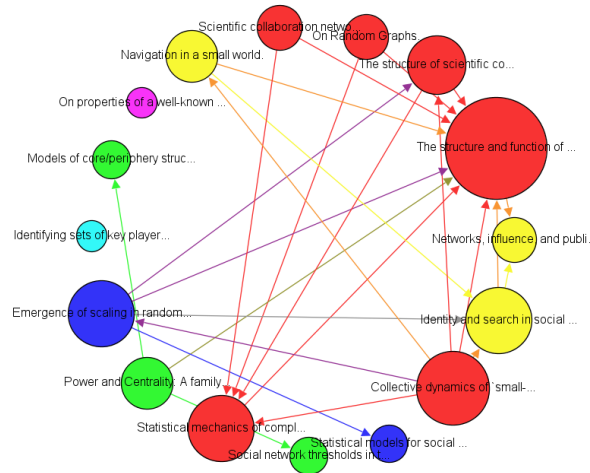 Scientific collaboration netwo...
On Random Graphs.
Navigation in a small world.
The structure of scientific co...
On properties of a well-known ...
The structure and function of ...
Models of core/periphery struc...
Identifying sets of key player...
Networks, influence, and publi...
Emergence of scaling in random...
Identity and search in social ...
Power and Centrality: A family...
Collective dynamics of `small-...
Statistical mechanics of compl...
Statistical models for social ...
Social network thresholds in t...